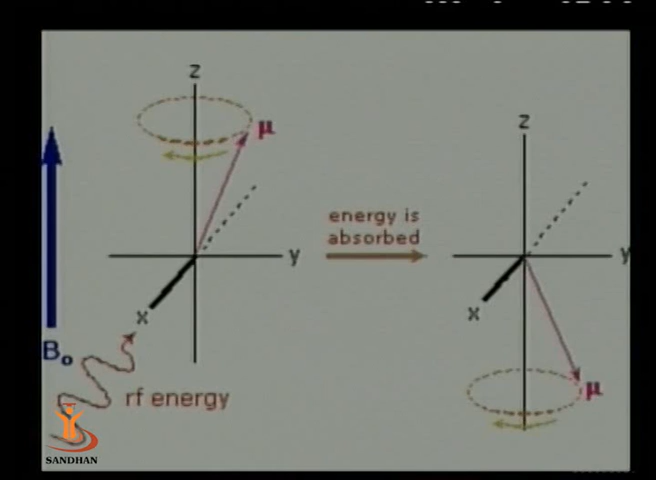 z
μ
y
x
B₀
rf energy
energy is
absorbed
z
y
x
μ
SANDHAN